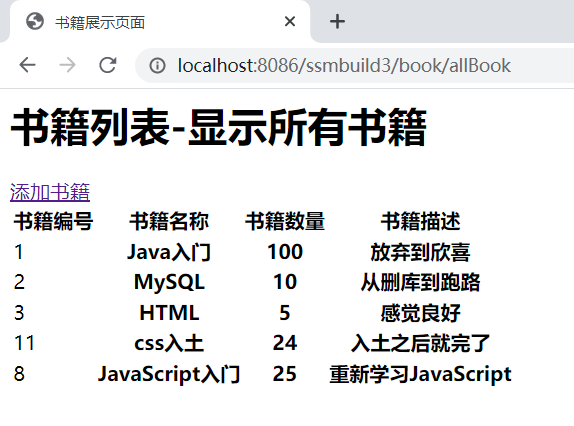 书籍展示页面
localhost:8086/ssmbuild3/book/allBook
书籍列表-显示所有书籍
添加书籍
书籍编号 书籍名称 书籍数量 书籍描述
1 Java入门 100 放弃到欣喜
2 MySQL 10 从删库到跑路
3 HTML 5 感觉良好
11 css入土 24 入土之后就完了
8 JavaScript入门 25 重新学习JavaScript